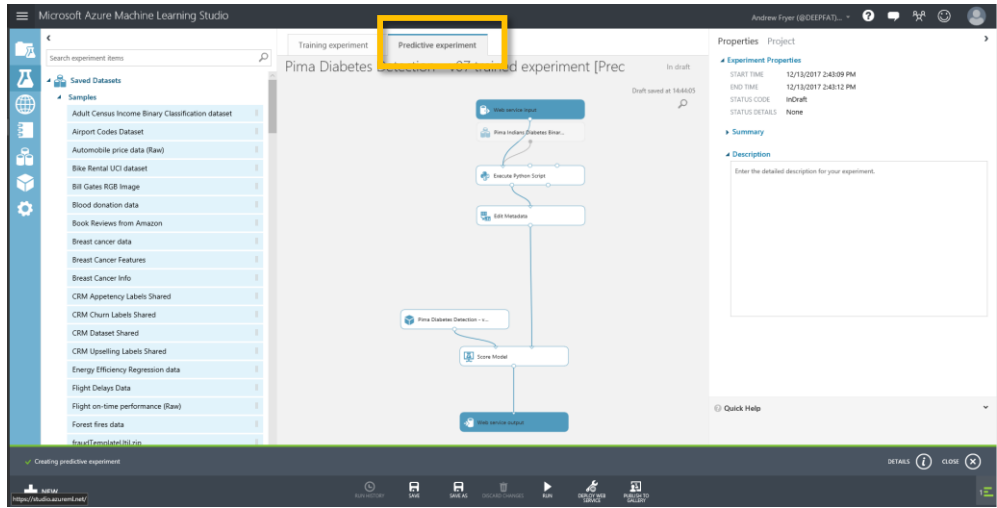 Microsoft Azure Machine Learning Studio
Andrew Fryer (@DEEPFAT)...
Search experiment items
Saved Datasets
Samples
Adult Census Income Binary Classification dataset
Airport Codes Dataset
Automobile price data (Raw)
Bike Rental UCI dataset
Bill Gates RGB Image
Blood donation data
Book Reviews from Amazon
Breast cancer data
Breast Cancer Features
Breast Cancer Info
CRM Appetency Labels Shared
CRM Churn Labels Shared
CRM Dataset Shared
CRM Upselling Labels Shared
Energy Efficiency Regression data
Flight Delays Data
Flight on-time performance (Raw)
Forest fires data
fraudTemplateUtil.zip
Training experiment
Predictive experiment
Pima Diabetes Detection - v07 trained experiment [Prec
In draft
Draft saved at 14:44:05
Web service input
Pima Indians Diabetes Binar...
Execute Python Script
Edit Metadata
Pima Diabetes Detection - v...
Score Model
Web service output
Properties Project
Experiment Properties
START TIME 12/13/2017 2:43:09 PM
END TIME 12/13/2017 2:43:12 PM
STATUS CODE InDraft
STATUS DETAILS None
Summary
Description
Enter the detailed description for your experiment.
Quick Help
Creating predictive experiment
DETAILS
CLOSE
NEW
https://studio.azureml.net/
RUN HISTORY
SAVE
SAVE AS
DISCARD CHANGES
RUN
DEPLOY WEB SERVICE
PUBLISH TO GALLERY
1